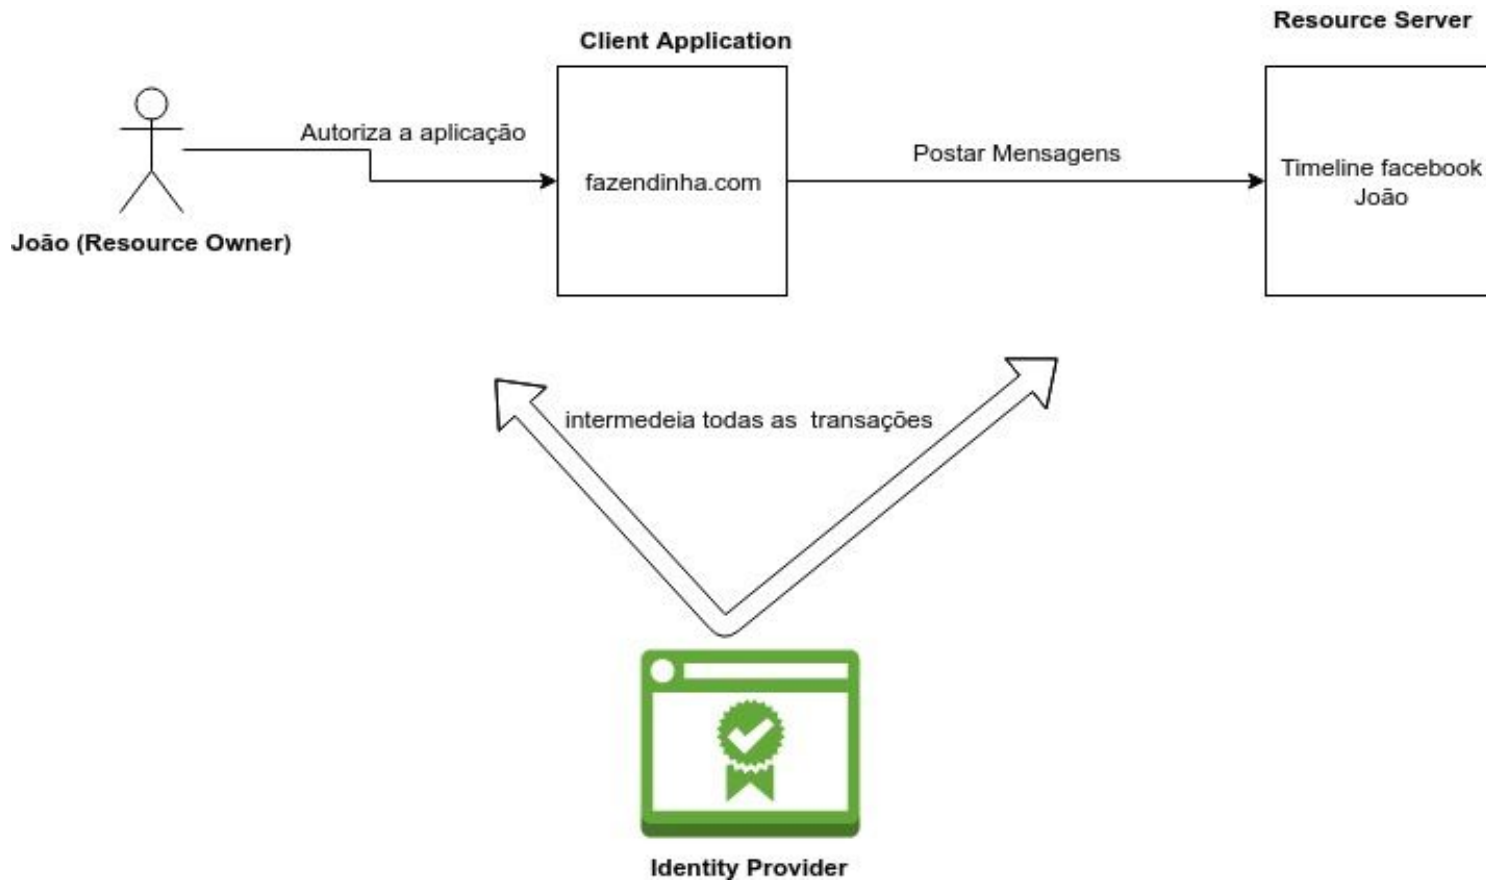 Resource Server
Client Application
Autoriza a aplicação
Postar Mensagens
fazendinha.com
Timeline facebook
João
João (Resource Owner)
intermedeia todas as transações
Identity Provider